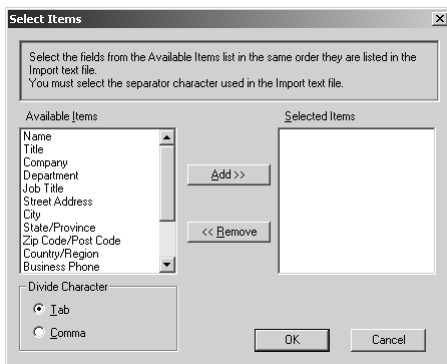 Select Items
Select the fields from the Available Items list in the same order they are listed in the
Import text file.
You must select the separator character used in the Import text file.
Available Items
Selected Items
Name
Title
Company
Department
Job Title
Street Address
City
State/Province
Zip Code/Post Code
Country/Region
Business Phone
Add >>
<< Remove
Divide Character
Tab
Comma
OK
Cancel